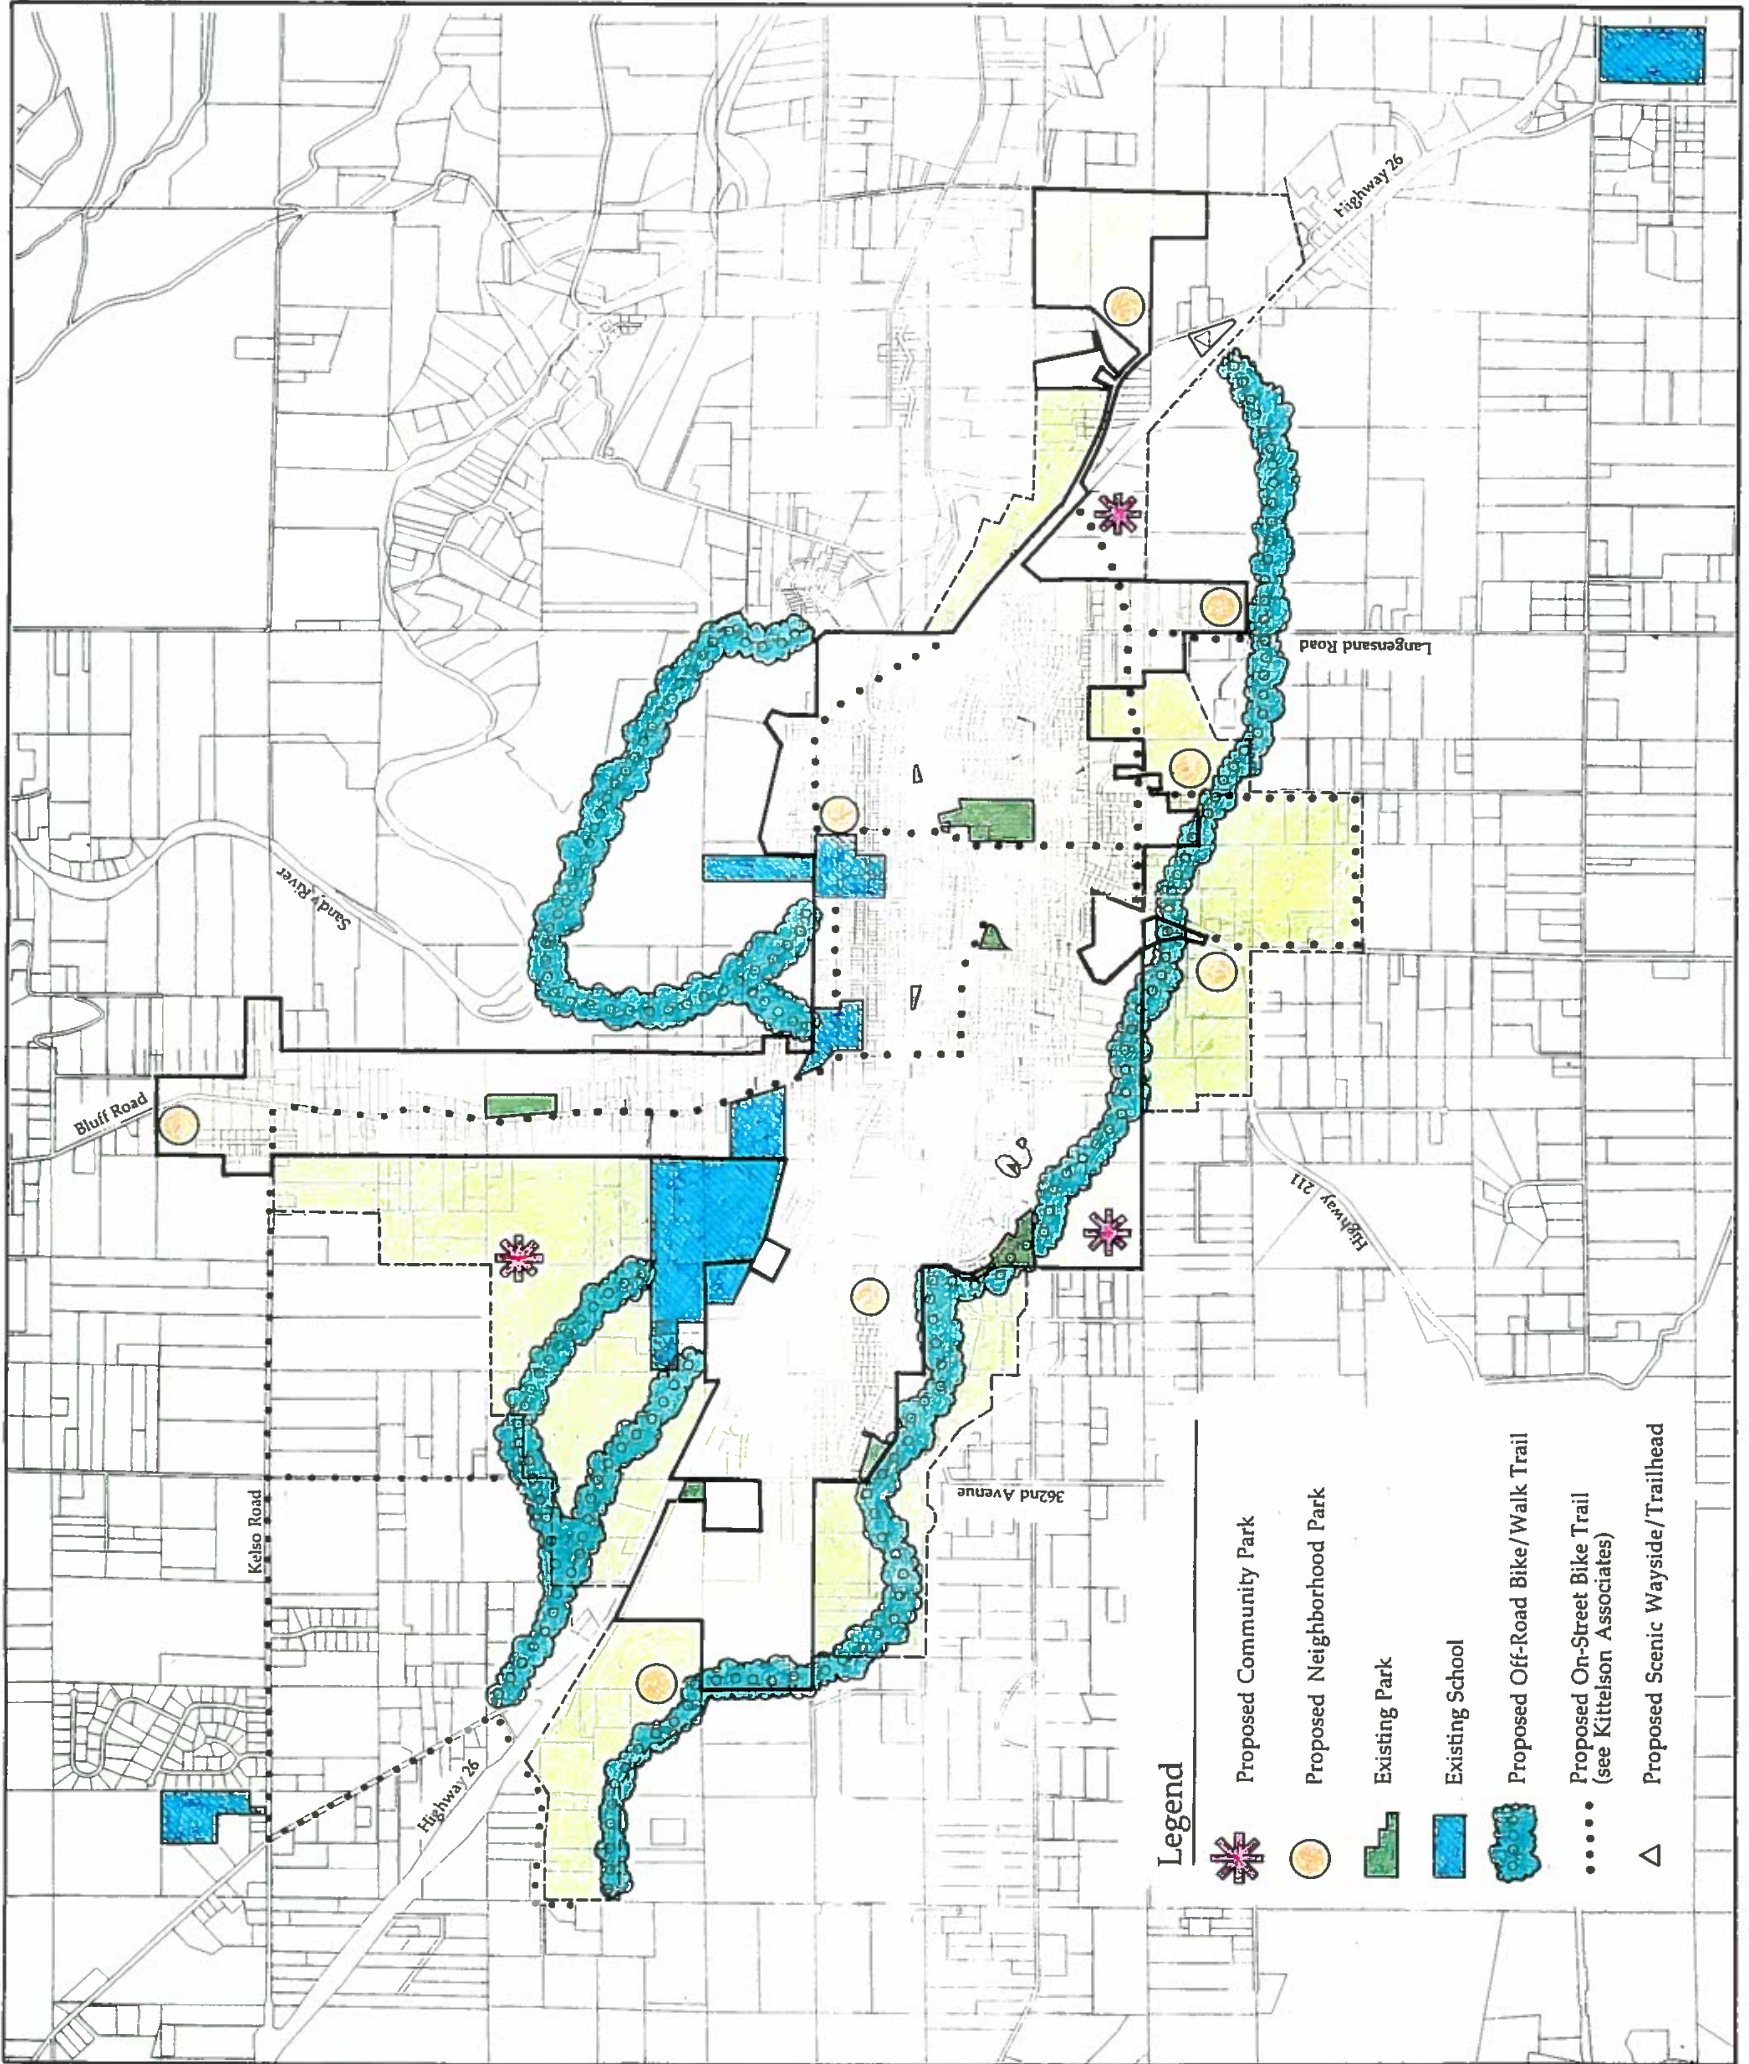 Highway 26
Langensand Road
Sandy River
Bluff Road
Highway 211
Kelso Road
362nd Avenue
Highway 26
Legend
Proposed Community Park
Proposed Neighborhood Park
Existing Park
Existing School
Proposed Off-Road Bike/Walk Trail
Proposed On-Street Bike Trail
(see Kittelson Associates)
Proposed Scenic Wayside/Trailhead